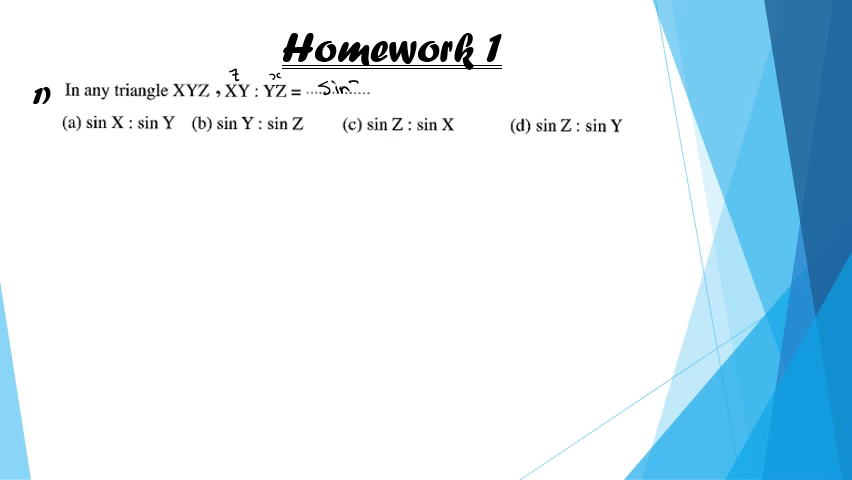 Homework 1
z x
1) In any triangle XYZ , XY : YZ = ....sin.....
(a) sin X : sin Y (b) sin Y : sin Z (c) sin Z : sin X (d) sin Z : sin Y